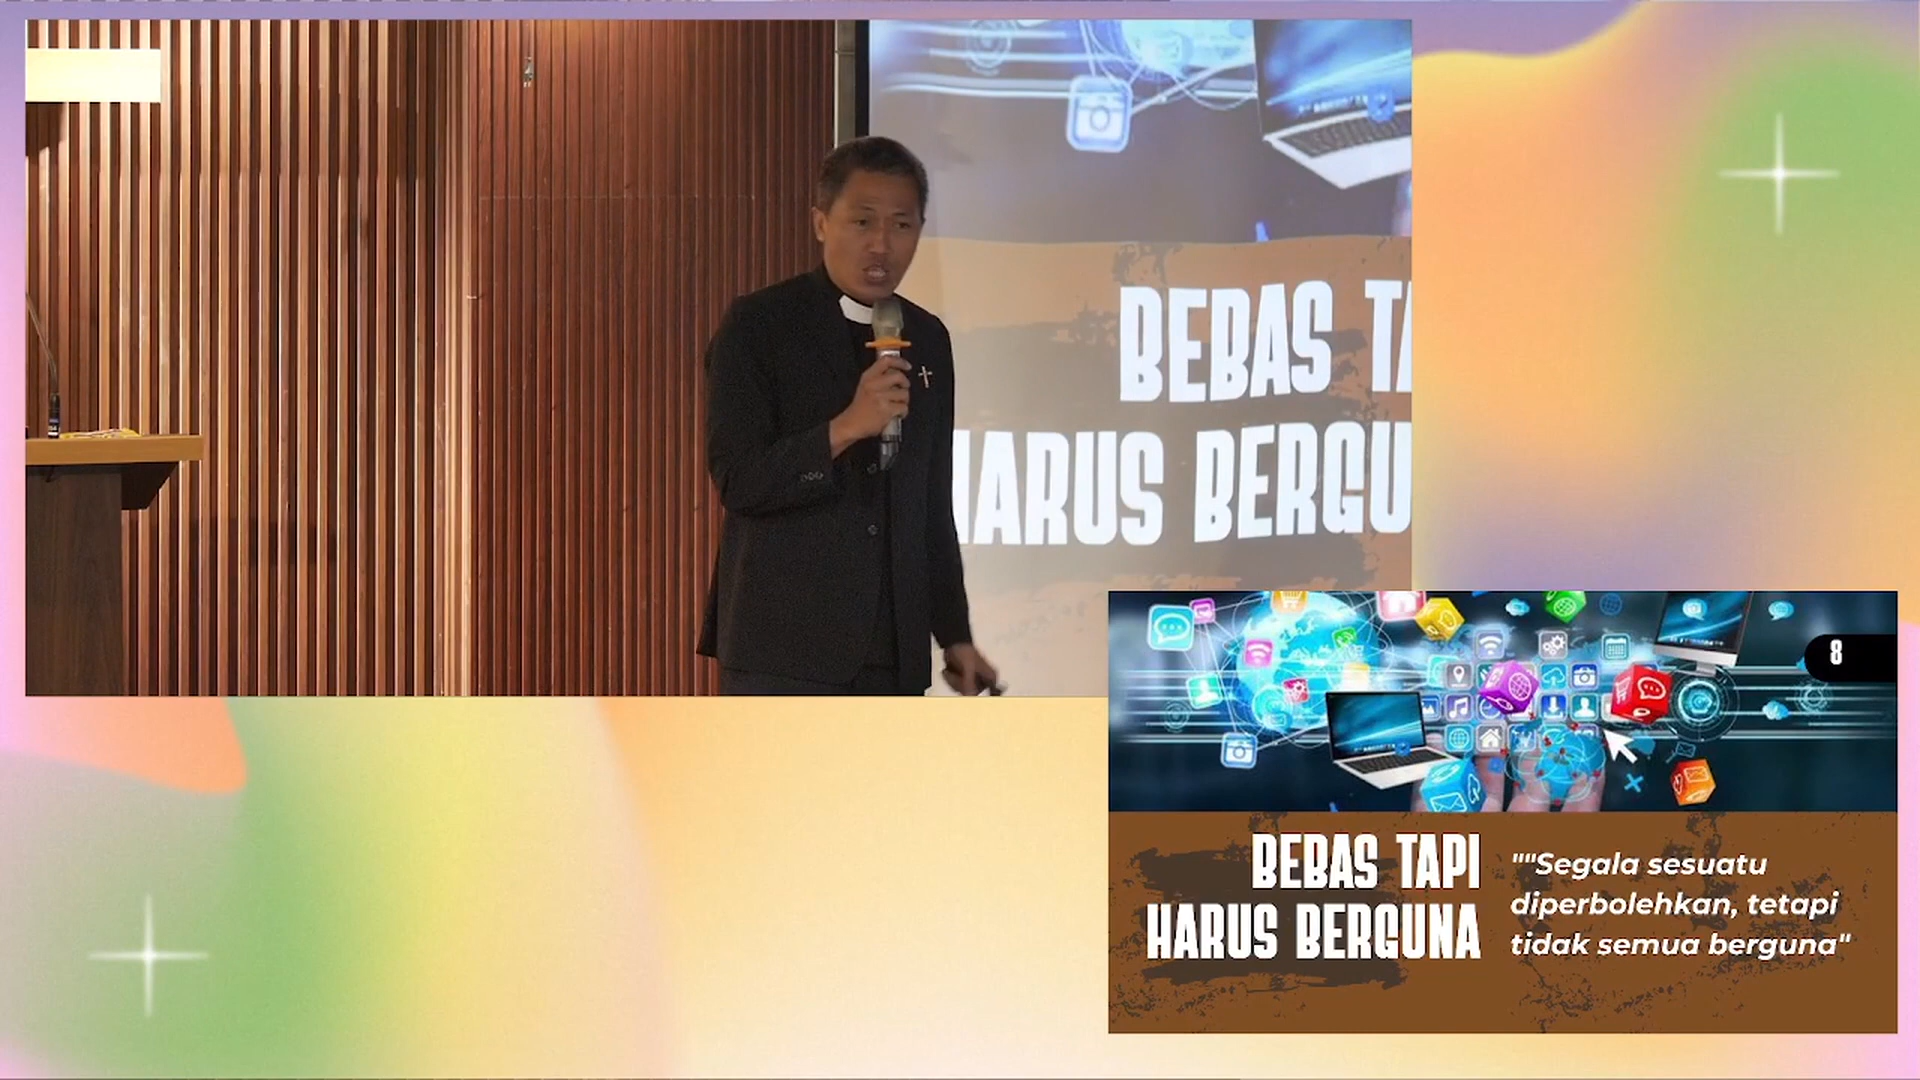 BEBAS TA
HARUS BERGU
8
BEBAS TAPI
HARUS BERGUNA
""Segala sesuatu
diperbolehkan, tetapi
tidak semua berguna"